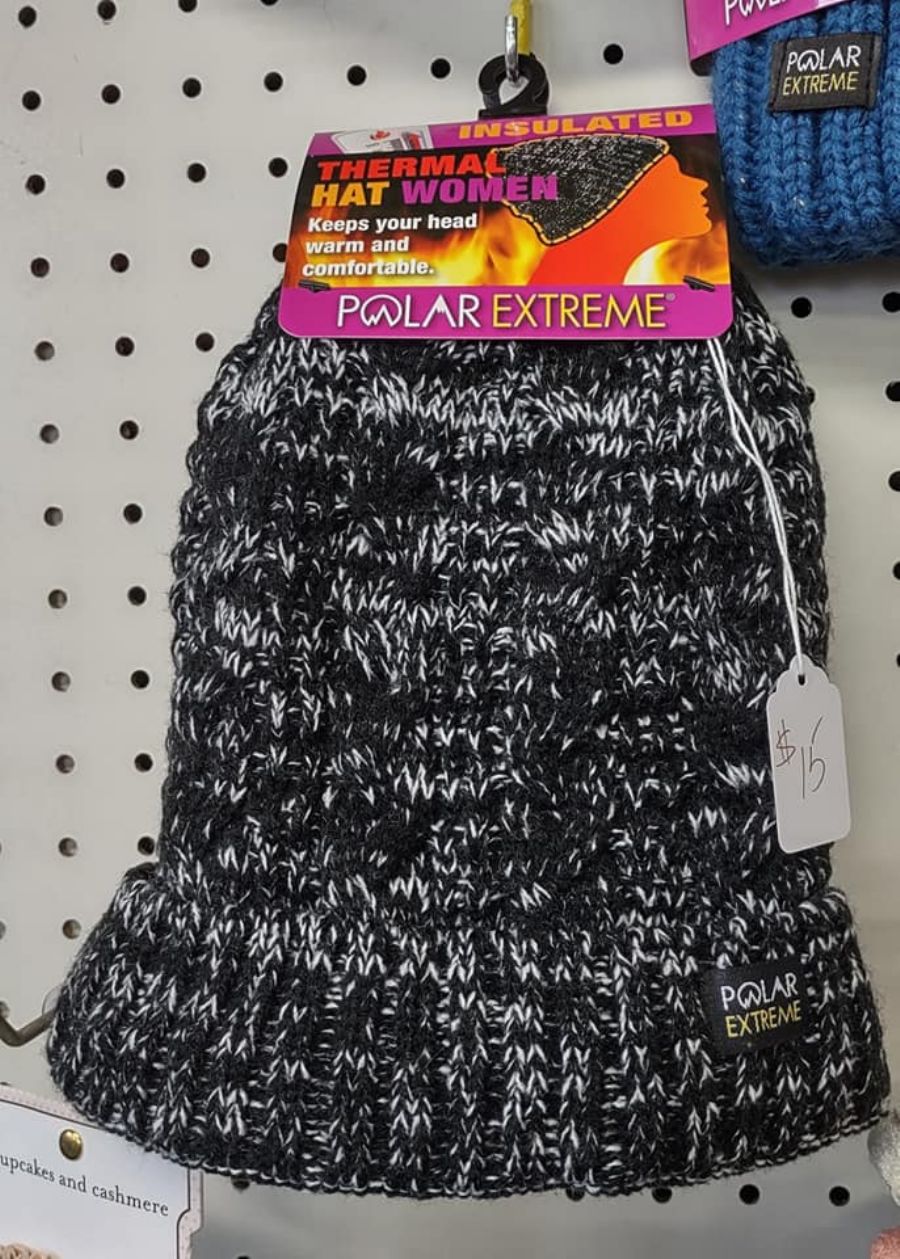 POLAR
EXTREME
INSULATED
THERMAL
HAT WOMEN
Keeps your head
warm and
comfortable.
POLAR EXTREME®
$15
POLAR
EXTREME
upcakes and cashmere